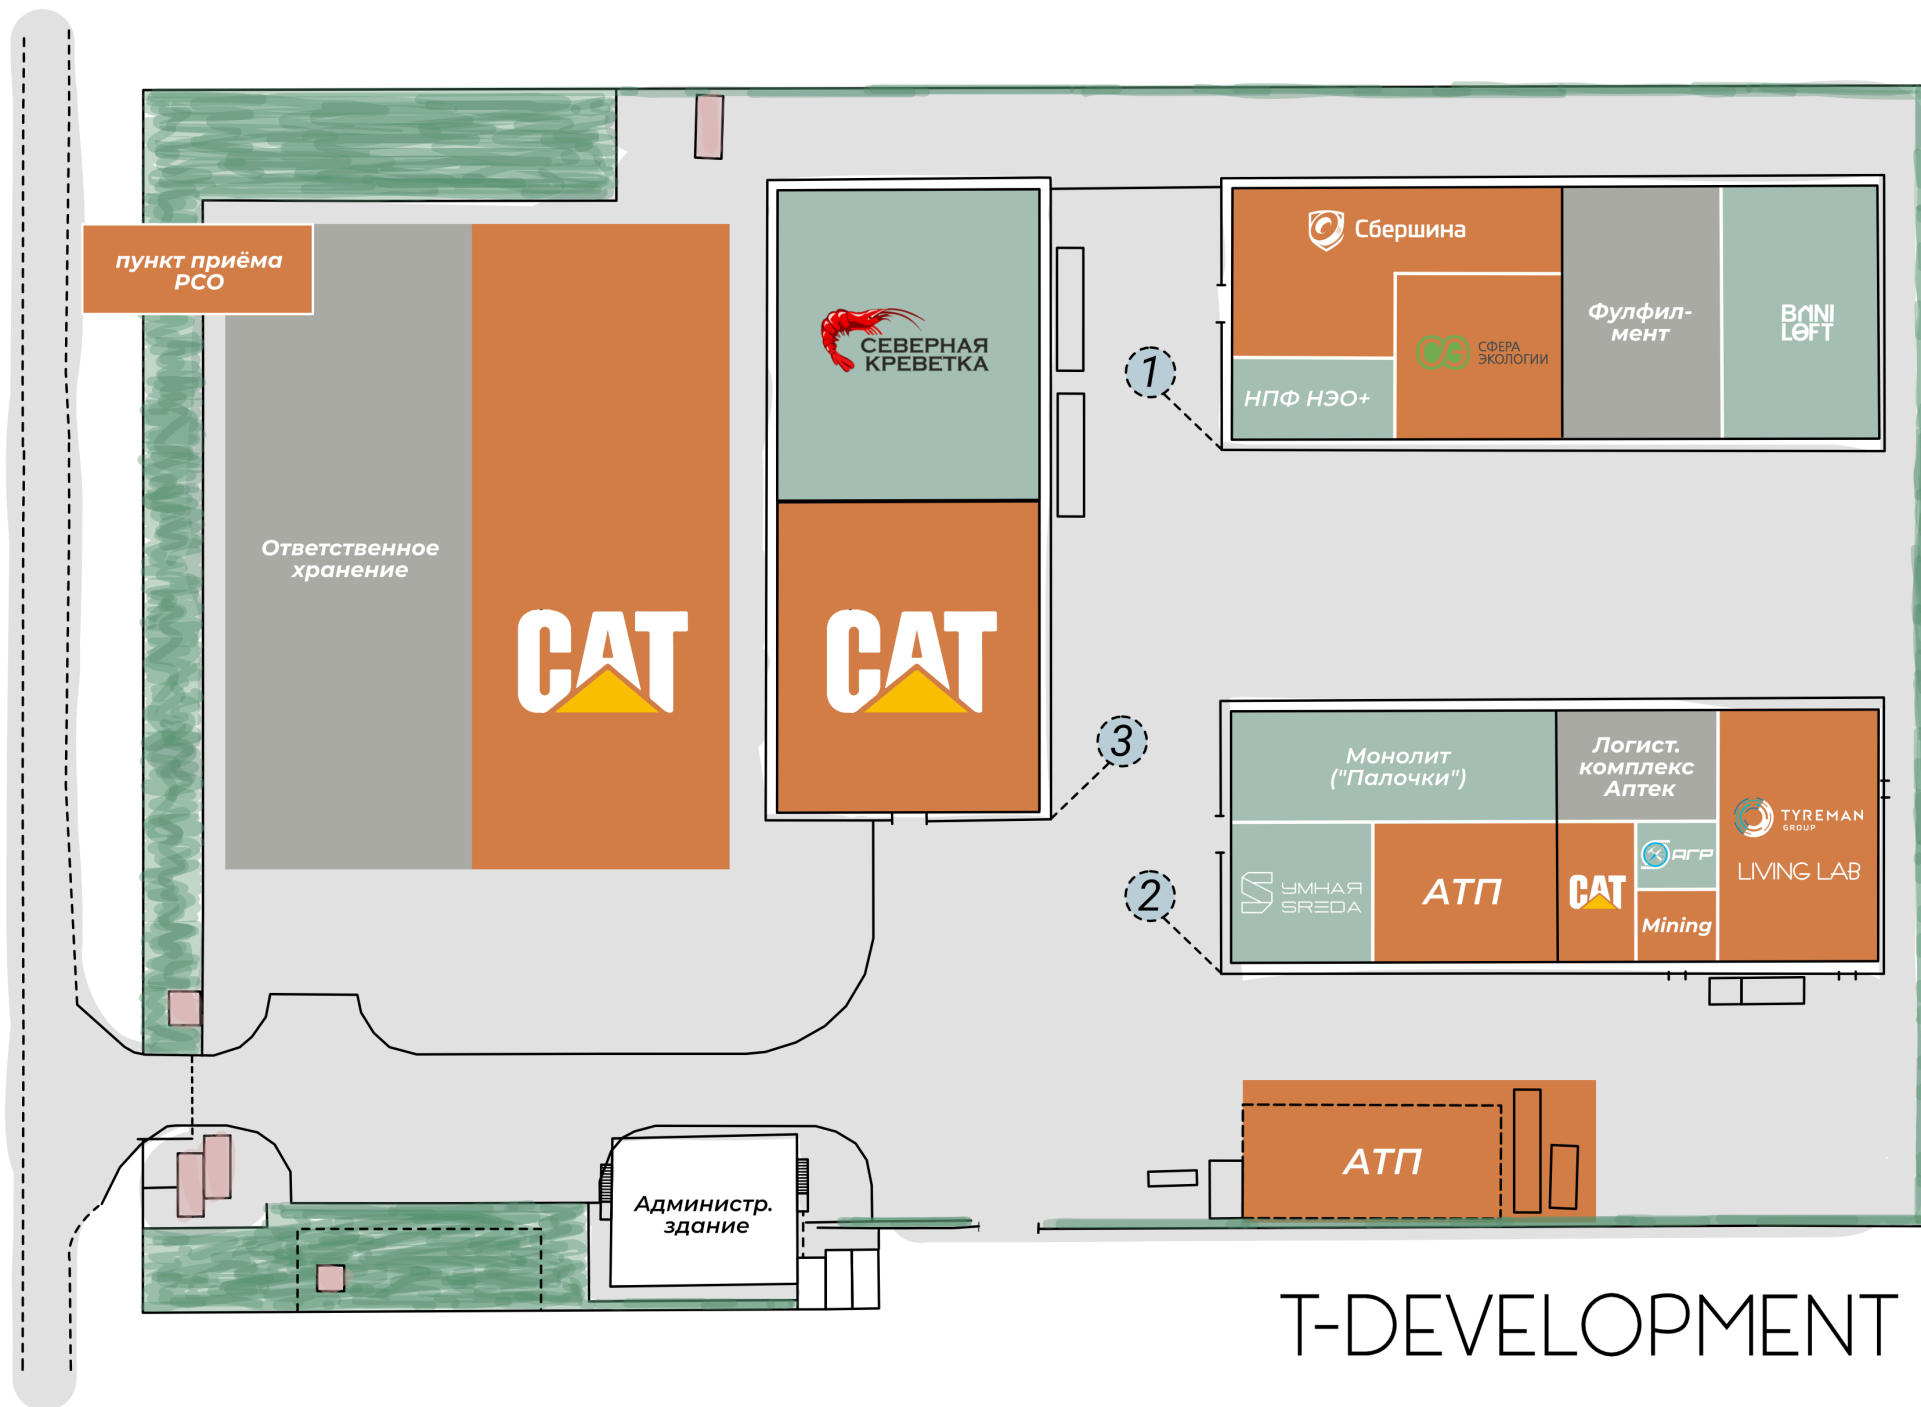 пункт приёма
РСО
Ответственное
хранение
CAT
СЕВЕРНАЯ
КРЕВЕТКА
CAT
1
Сбершина
СФЕРА
ЭКОЛОГИИ
НПФ НЭО+
Фулфил-
мент
BANI
LOFT
3
2
Монолит
("Палочки")
Логист.
комплекс
Аптек
УМНАЯ
SREDA
АТП
CAT
АГР
Mining
TYREMAN
GROUP
LIVING LAB
АТП
Администр.
здание
T-DEVELOPMENT